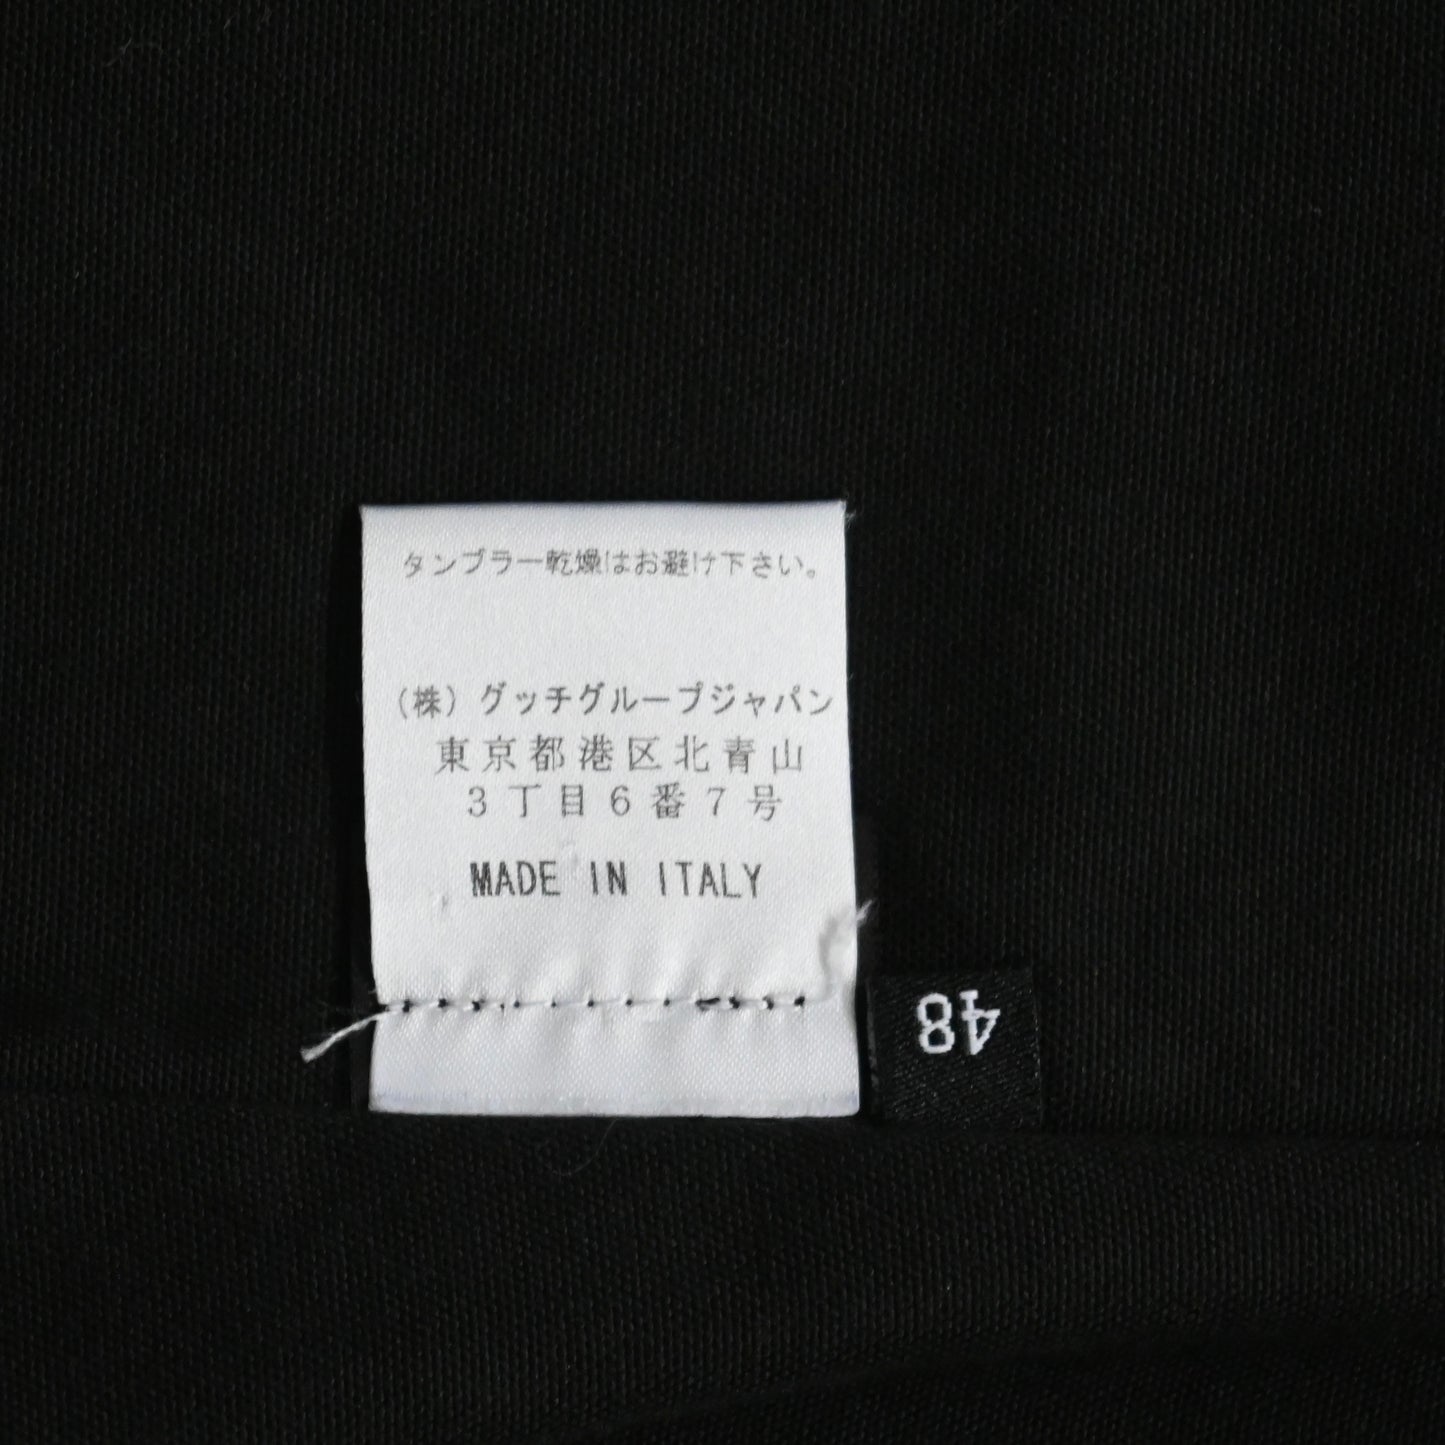 タンブラー乾燥はお避け下さい。
（株）グッチグループジャパン
東京都港区北青山
３丁目６番７号
MADE IN ITALY
48